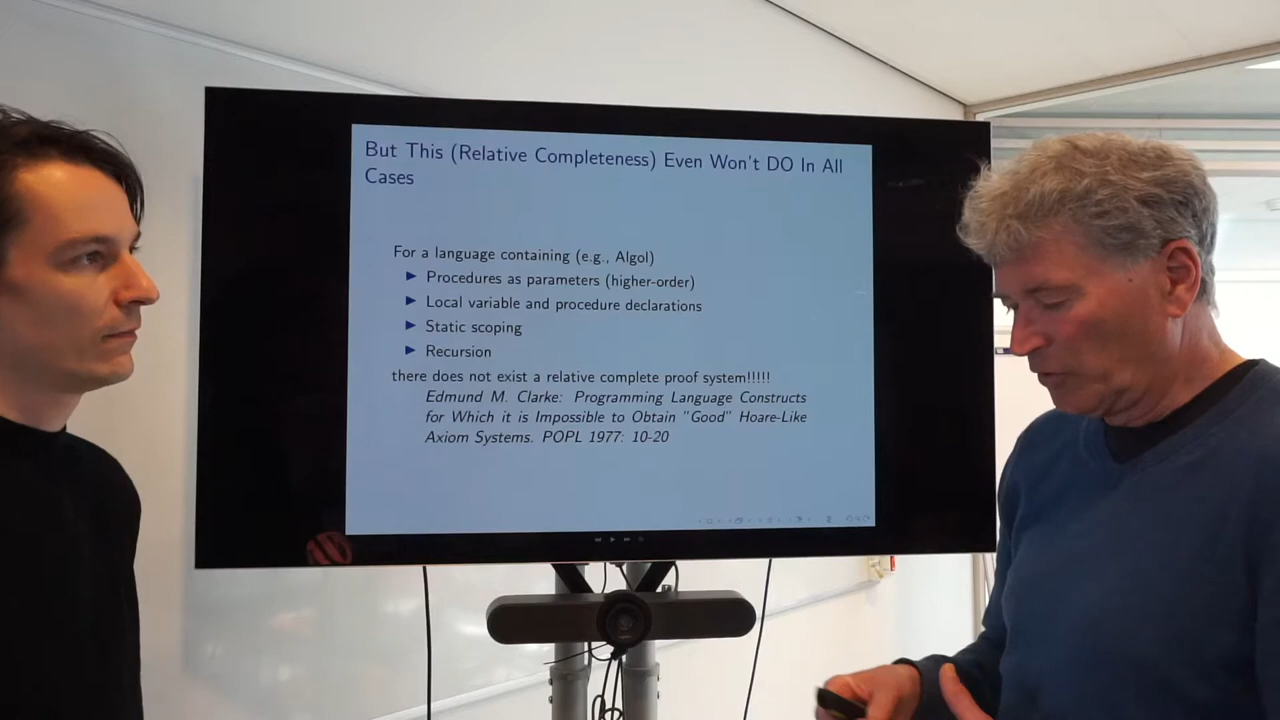 But This (Relative Completeness) Even Won't DO In All
Cases
For a language containing (e.g., Algol)
Procedures as parameters (higher-order)
Local variable and procedure declarations
Static scoping
Recursion
there does not exist a relative complete proof system!!!!!
Edmund M. Clarke: Programming Language Constructs
for Which it is Impossible to Obtain "Good" Hoare-Like
Axiom Systems. POPL 1977: 10-20